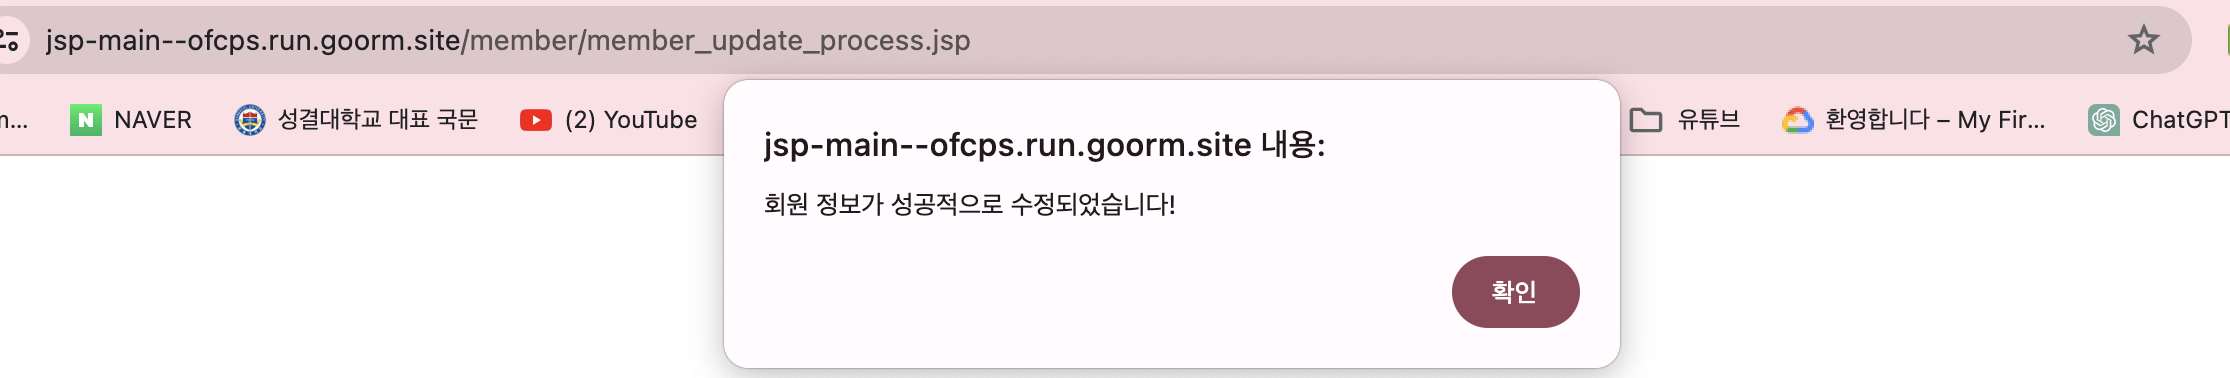 jsp-main--ofcps.run.goorm.site/member/member_update_process.jsp
m... NAVER 성결대학교 대표 국문 (2) YouTube 유튜브 환영합니다 – My Fir... ChatGPT
jsp-main--ofcps.run.goorm.site 내용:
회원 정보가 성공적으로 수정되었습니다!
확인